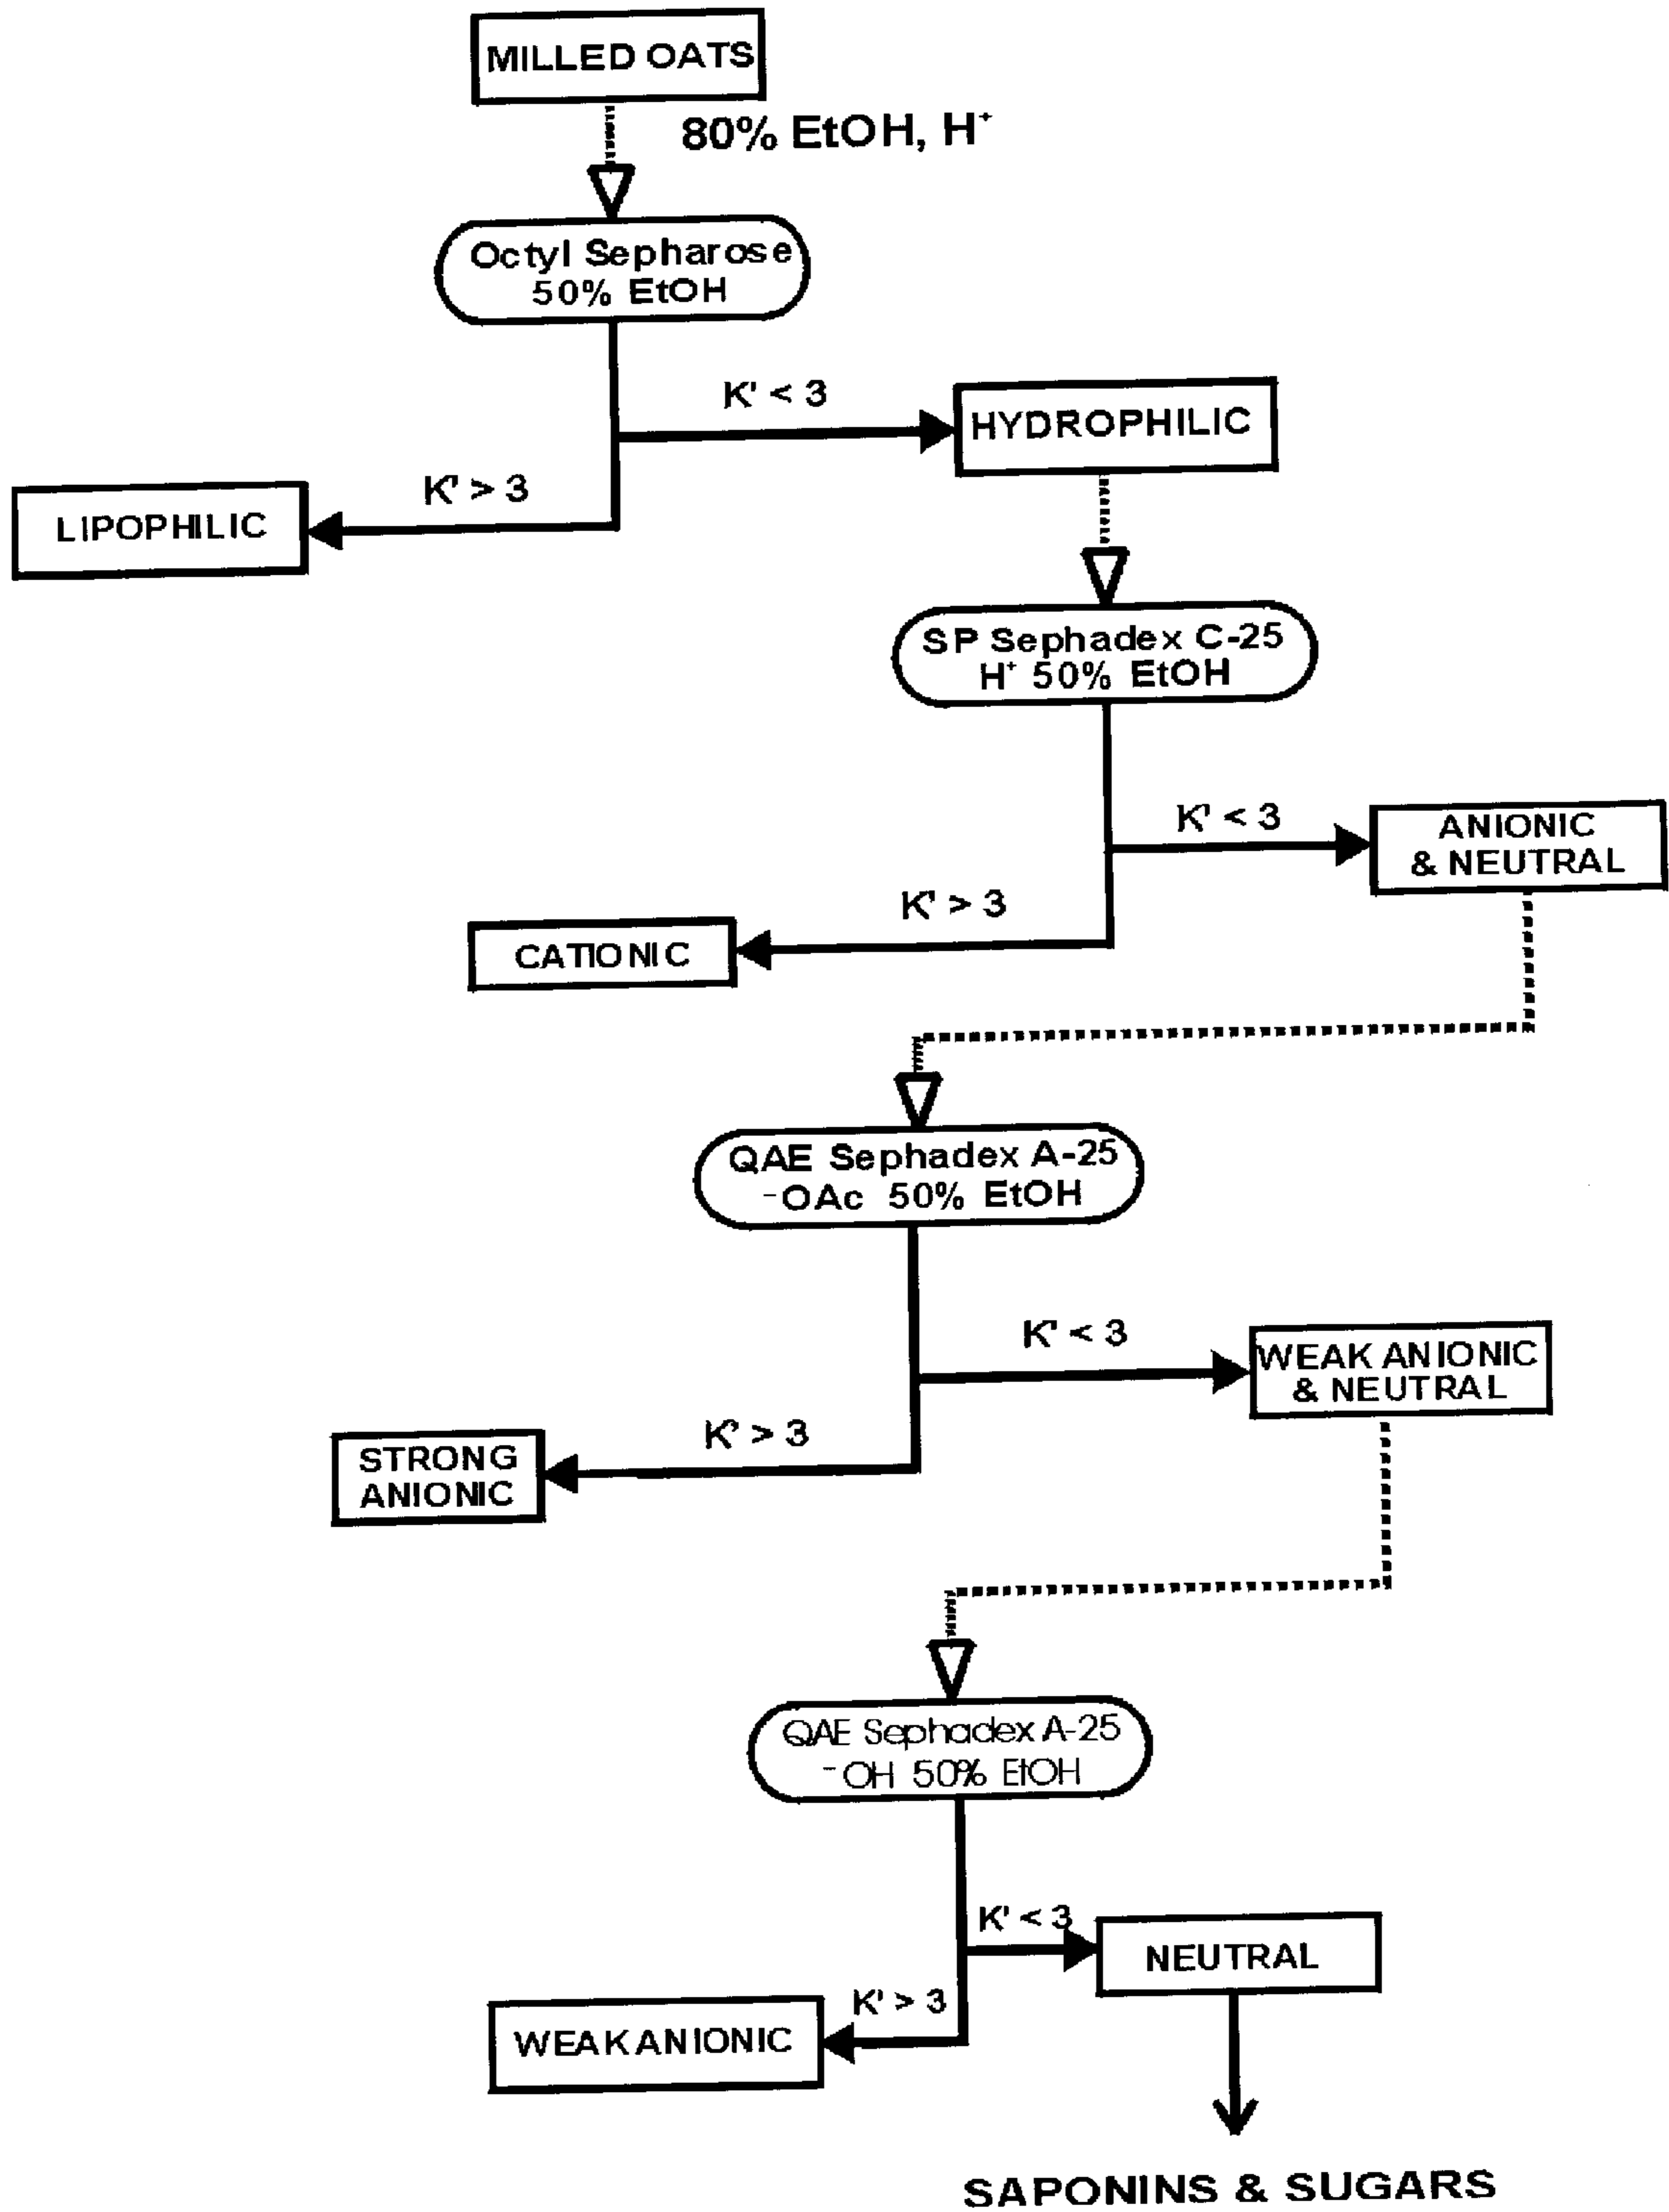 MILLED OATS
80% EtOH, H⁺
Octyl Sepharose
50% EtOH
K' < 3
HYDROPHILIC
K' > 3
LIPOPHILIC
SP Sephadex C-25
H⁺ 50% EtOH
K' < 3
ANIONIC
& NEUTRAL
K' > 3
CATIONIC
QAE Sephadex A-25
⁻OAc 50% EtOH
K' < 3
WEAK ANIONIC
& NEUTRAL
K' > 3
STRONG
ANIONIC
QAE Sephadex A-25
⁻OH 50% EtOH
K' < 3
NEUTRAL
K' > 3
WEAK ANIONIC
SAPONINS & SUGARS